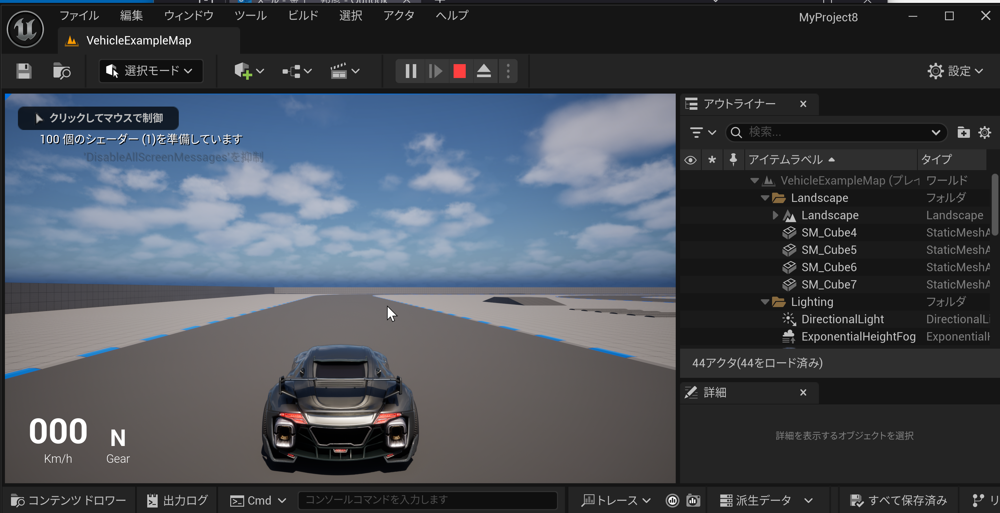 ファイル 編集 ウィンドウ ツール ビルド 選択 アクタ ヘルプ MyProject8
VehicleExampleMap
選択モード 設定
クリックしてマウスで制御
100 個のシェーダー (1)を準備しています
'DisableAllScreenMessages'を抑制
000 N
Km/h Gear
アウトライナー
検索...
アイテムラベル タイプ
VehicleExampleMap (プレイ ワールド
Landscape フォルダ
Landscape Landscape
SM_Cube4 StaticMeshA
SM_Cube5 StaticMeshA
SM_Cube6 StaticMeshA
SM_Cube7 StaticMeshA
Lighting フォルダ
DirectionalLight DirectionalLi
ExponentialHeightFog ExponentialH
44アクタ(44をロード済み)
詳細
詳細を表示するオブジェクトを選択
コンテンツ ドロワー 出力ログ Cmd コンソールコマンドを入力します トレース 派生データ すべて保存済み リ